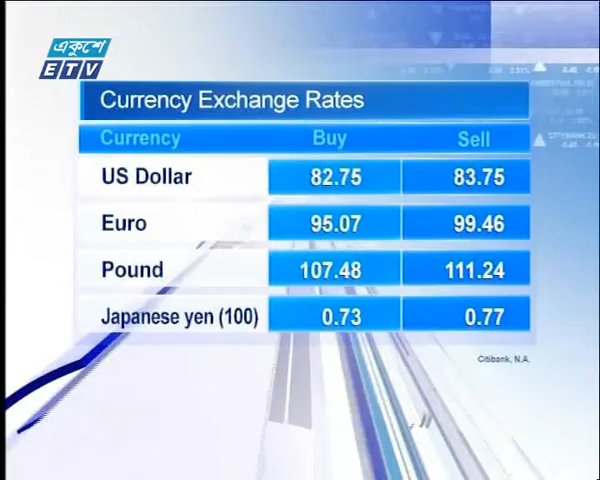 একুশে
ETV
Currency Exchange Rates
Currency Buy Sell
US Dollar 82.75 83.75
Euro 95.07 99.46
Pound 107.48 111.24
Japanese yen (100) 0.73 0.77
Citibank, N.A.